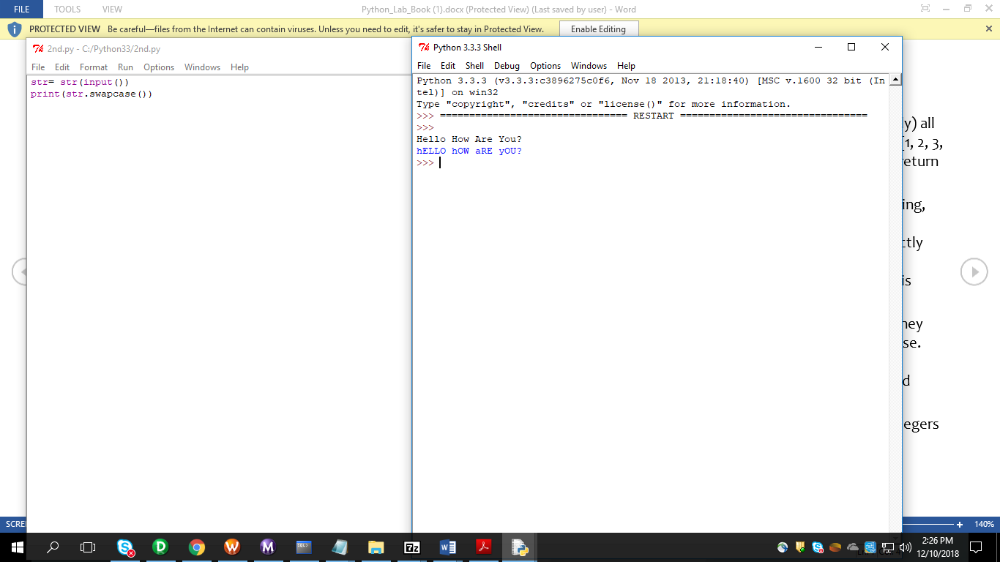 FILE TOOLS VIEW Python_Lab_Book (1).docx (Protected View) (Last saved by user) - Word
PROTECTED VIEW Be careful—files from the Internet can contain viruses. Unless you need to edit, it's safer to stay in Protected View. Enable Editing
2nd.py - C:/Python33/2nd.py
File Edit Format Run Options Windows Help
str= str(input())
print(str.swapcase())
Python 3.3.3 Shell
File Edit Shell Debug Options Windows Help
Python 3.3.3 (v3.3.3:c3896275c0f6, Nov 18 2013, 21:18:40) [MSC v.1600 32 bit (In
tel)] on win32
Type "copyright", "credits" or "license()" for more information.
>>> ================================ RESTART ================================
>>>
Hello How Are You?
hELLO hOW aRE yOU?
>>>
ly) all
[1, 2, 3,
return
ing,
ctly
is
hey
se.
d
egers
SCREE
140%
2:26 PM
12/10/2018